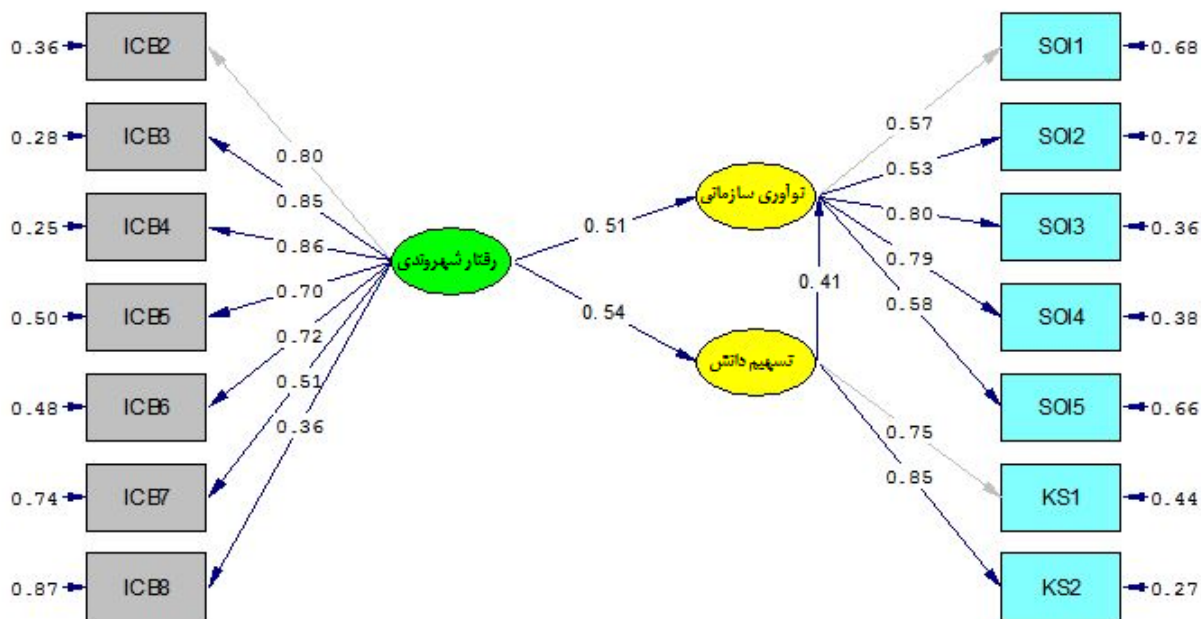 0.36 ICB2
0.28 ICB3
0.25 ICB4
0.50 ICB5
0.48 ICB6
0.74 ICB7
0.87 ICB8
0.80
0.85
0.86
0.70
0.72
0.51
0.36
رفتار شهروندی
0.51
0.54
نوآوری سازمانی
0.41
تسهیم دانش
0.57
0.53
0.80
0.79
0.58
0.75
0.85
SOI1 0.68
SOI2 0.72
SOI3 0.36
SOI4 0.38
SOI5 0.66
KS1 0.44
KS2 0.27